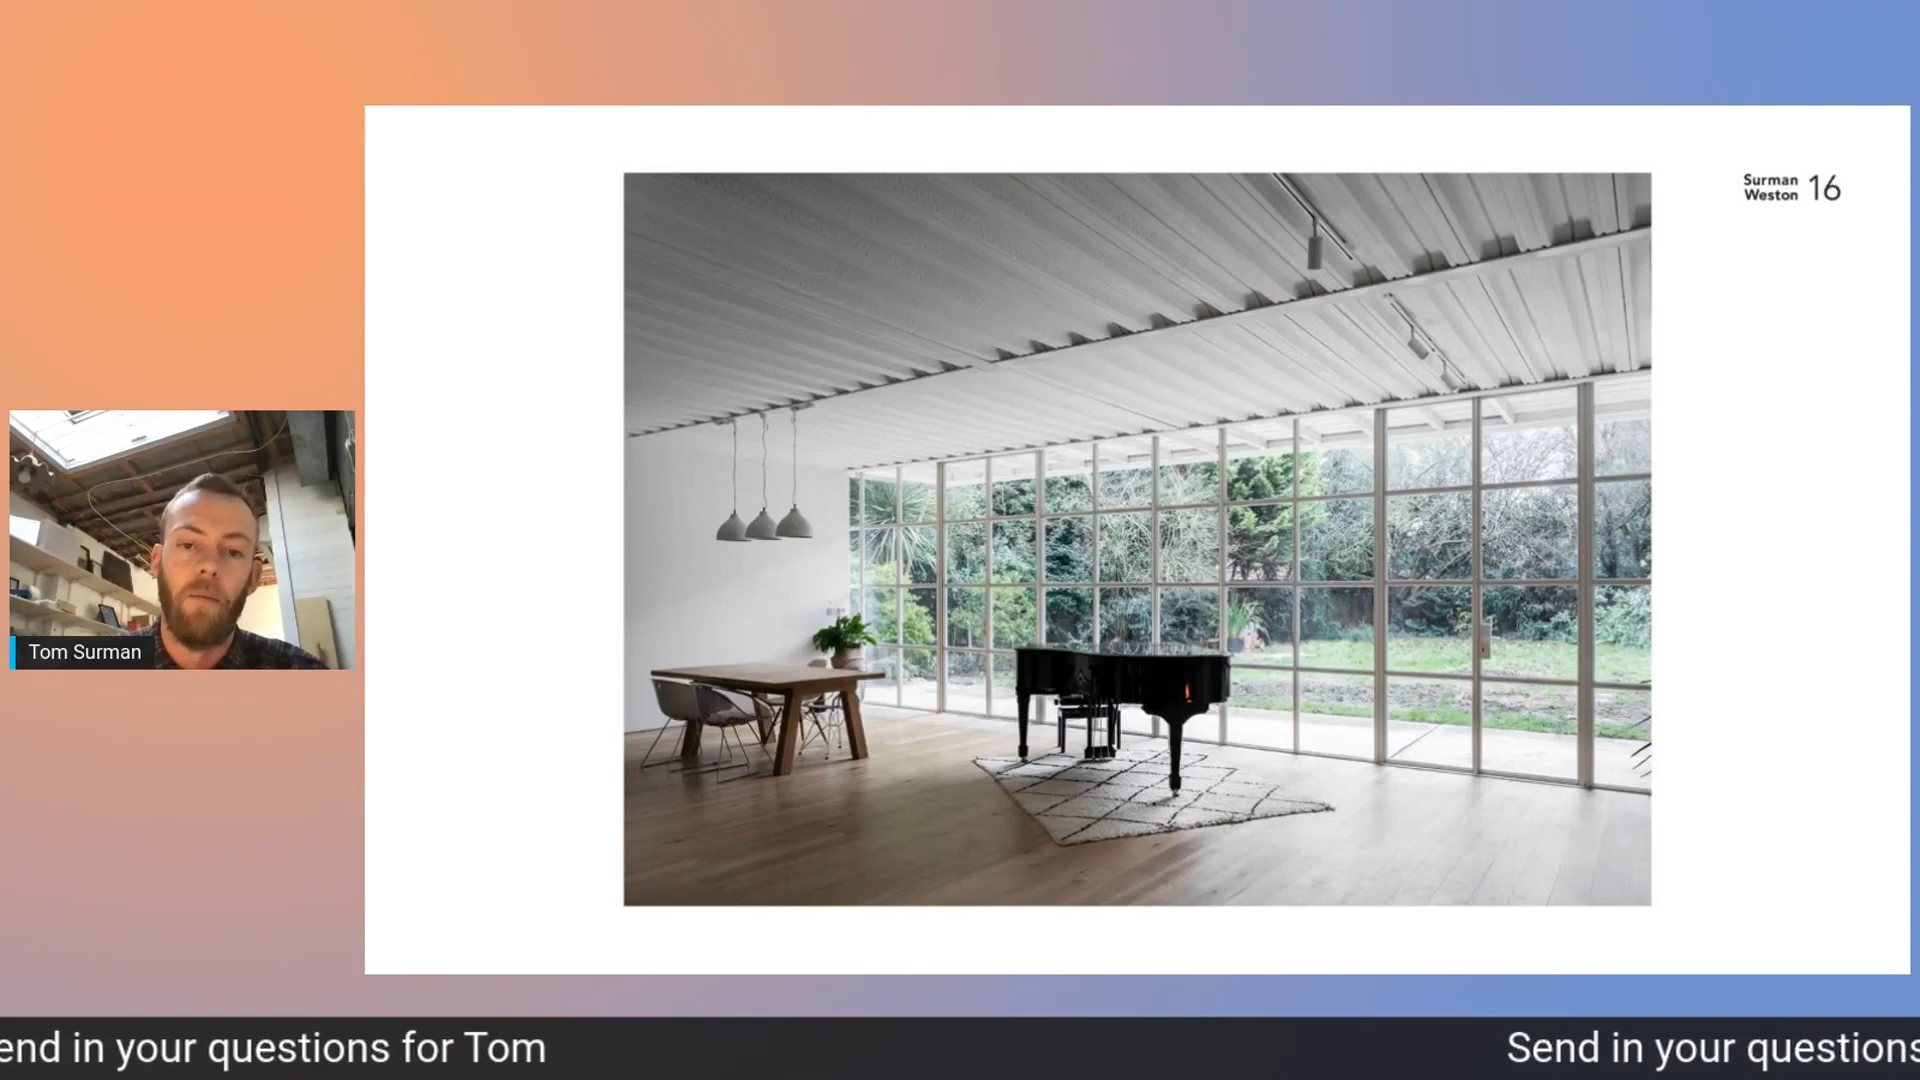 Surman
Weston 16
Tom Surman
end in your questions for Tom
Send in your questions